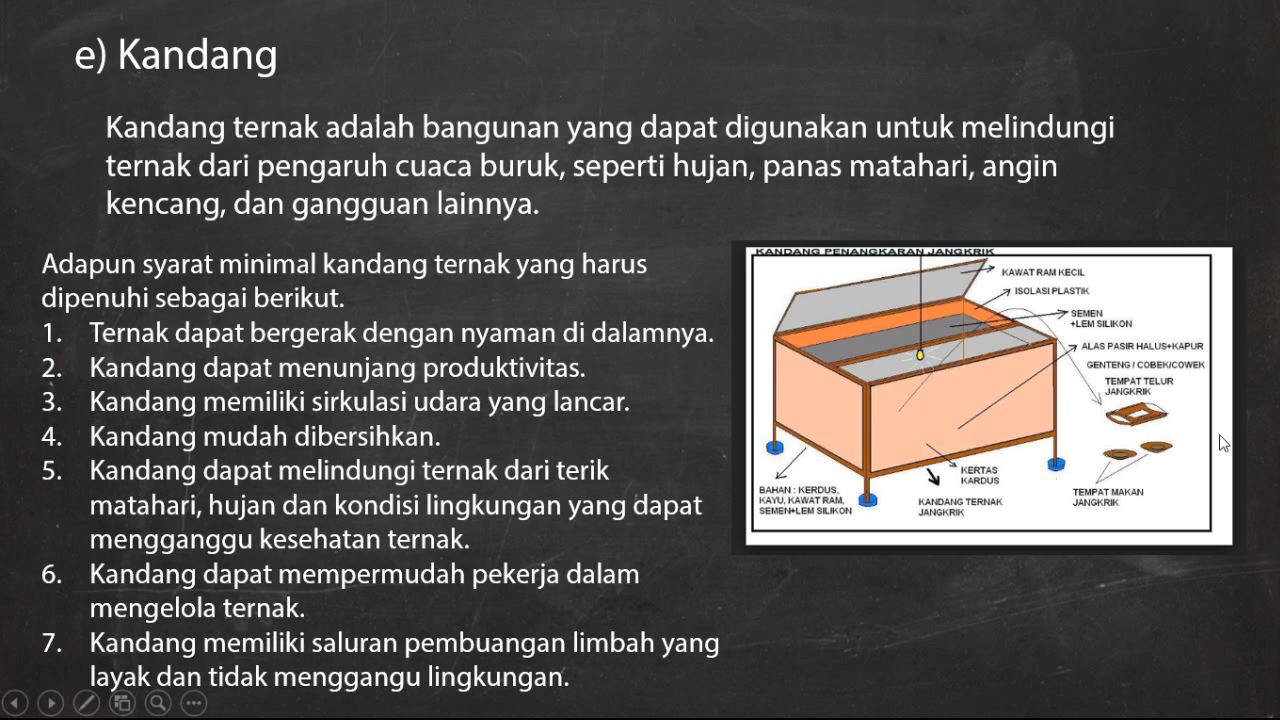 e) Kandang
Kandang ternak adalah bangunan yang dapat digunakan untuk melindungi
ternak dari pengaruh cuaca buruk, seperti hujan, panas matahari, angin
kencang, dan gangguan lainnya.
Adapun syarat minimal kandang ternak yang harus
dipenuhi sebagai berikut.
1. Ternak dapat bergerak dengan nyaman di dalamnya.
2. Kandang dapat menunjang produktivitas.
3. Kandang memiliki sirkulasi udara yang lancar.
4. Kandang mudah dibersihkan.
5. Kandang dapat melindungi ternak dari terik
matahari, hujan dan kondisi lingkungan yang dapat
mengganggu kesehatan ternak.
6. Kandang dapat mempermudah pekerja dalam
mengelola ternak.
7. Kandang memiliki saluran pembuangan limbah yang
layak dan tidak menggangu lingkungan.
KANDANG PENANGKARAN JANGKRIK
KAWAT RAM KECIL
ISOLASI PLASTIK
SEMEN
+LEM SILIKON
ALAS PASIR HALUS+KAPUR
GENTENG / COBEK/COWEK
TEMPAT TELUR
JANGKRIK
KERTAS
KARDUS
BAHAN : KERDUS,
KAYU, KAWAT RAM,
SEMEN+LEM SILIKON
KANDANG TERNAK
JANGKRIK
TEMPAT MAKAN
JANGKRIK